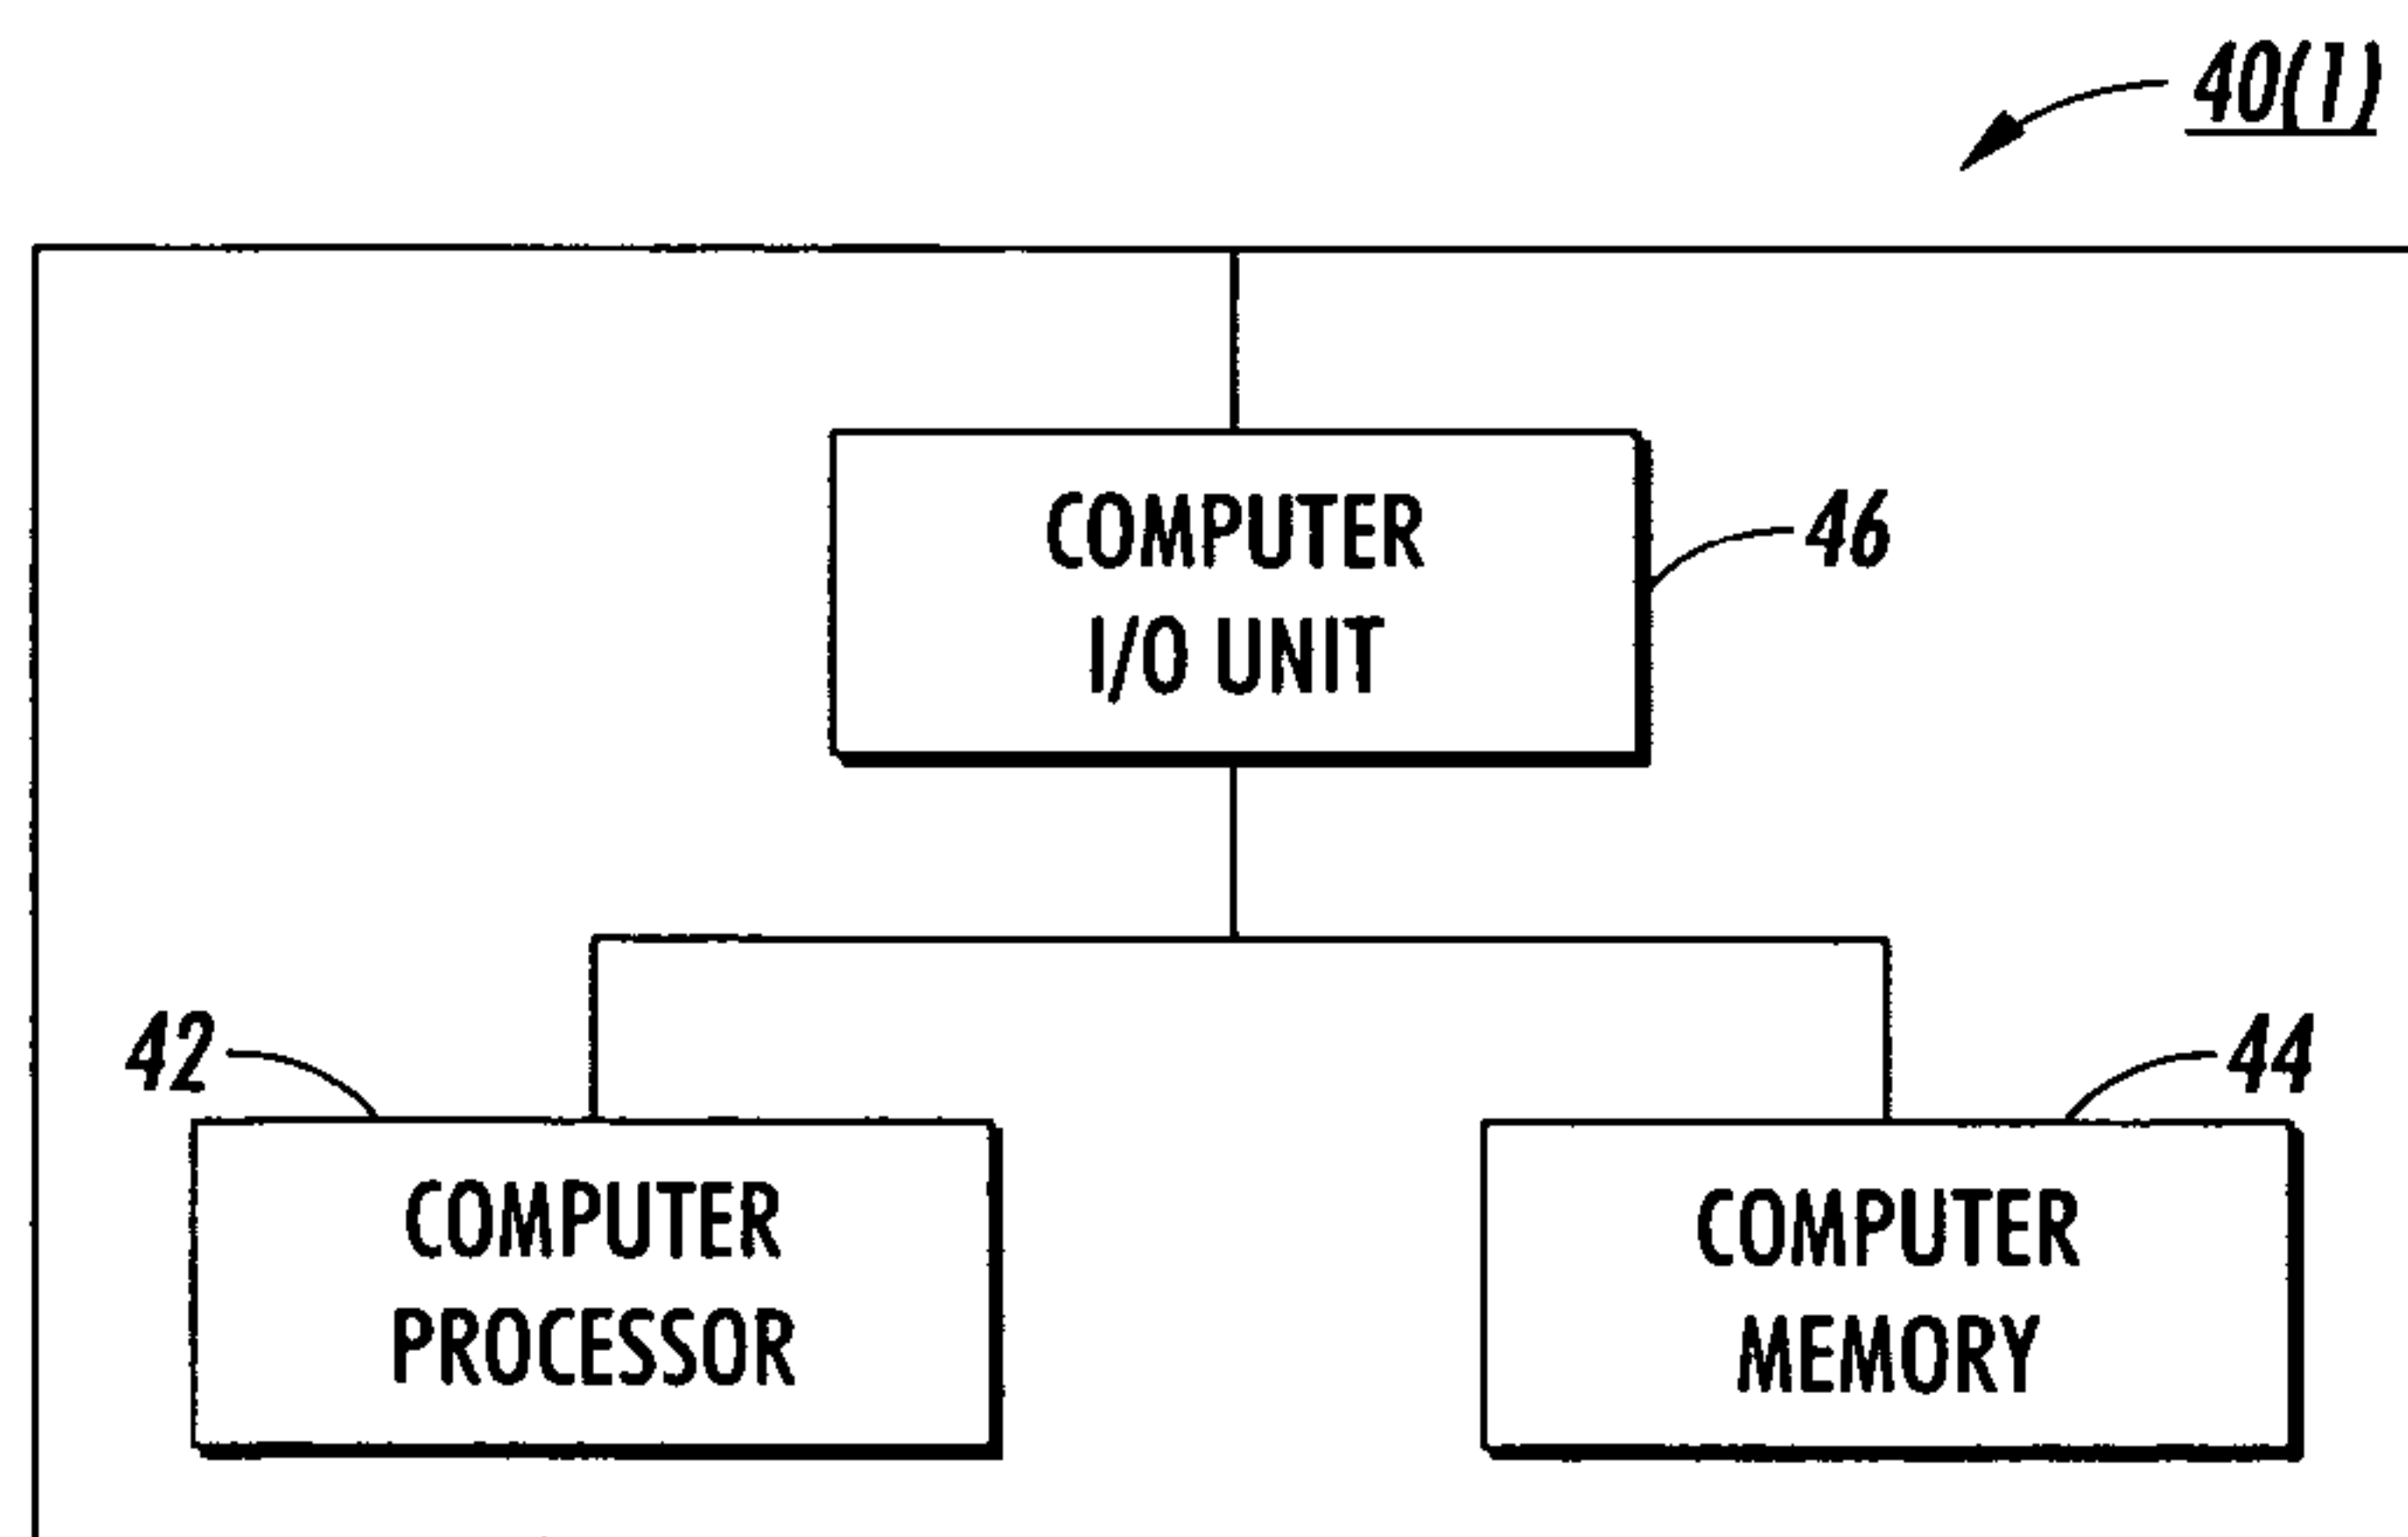 40(1)
COMPUTER
I/O UNIT
46
42
44
COMPUTER
PROCESSOR
COMPUTER
MEMORY